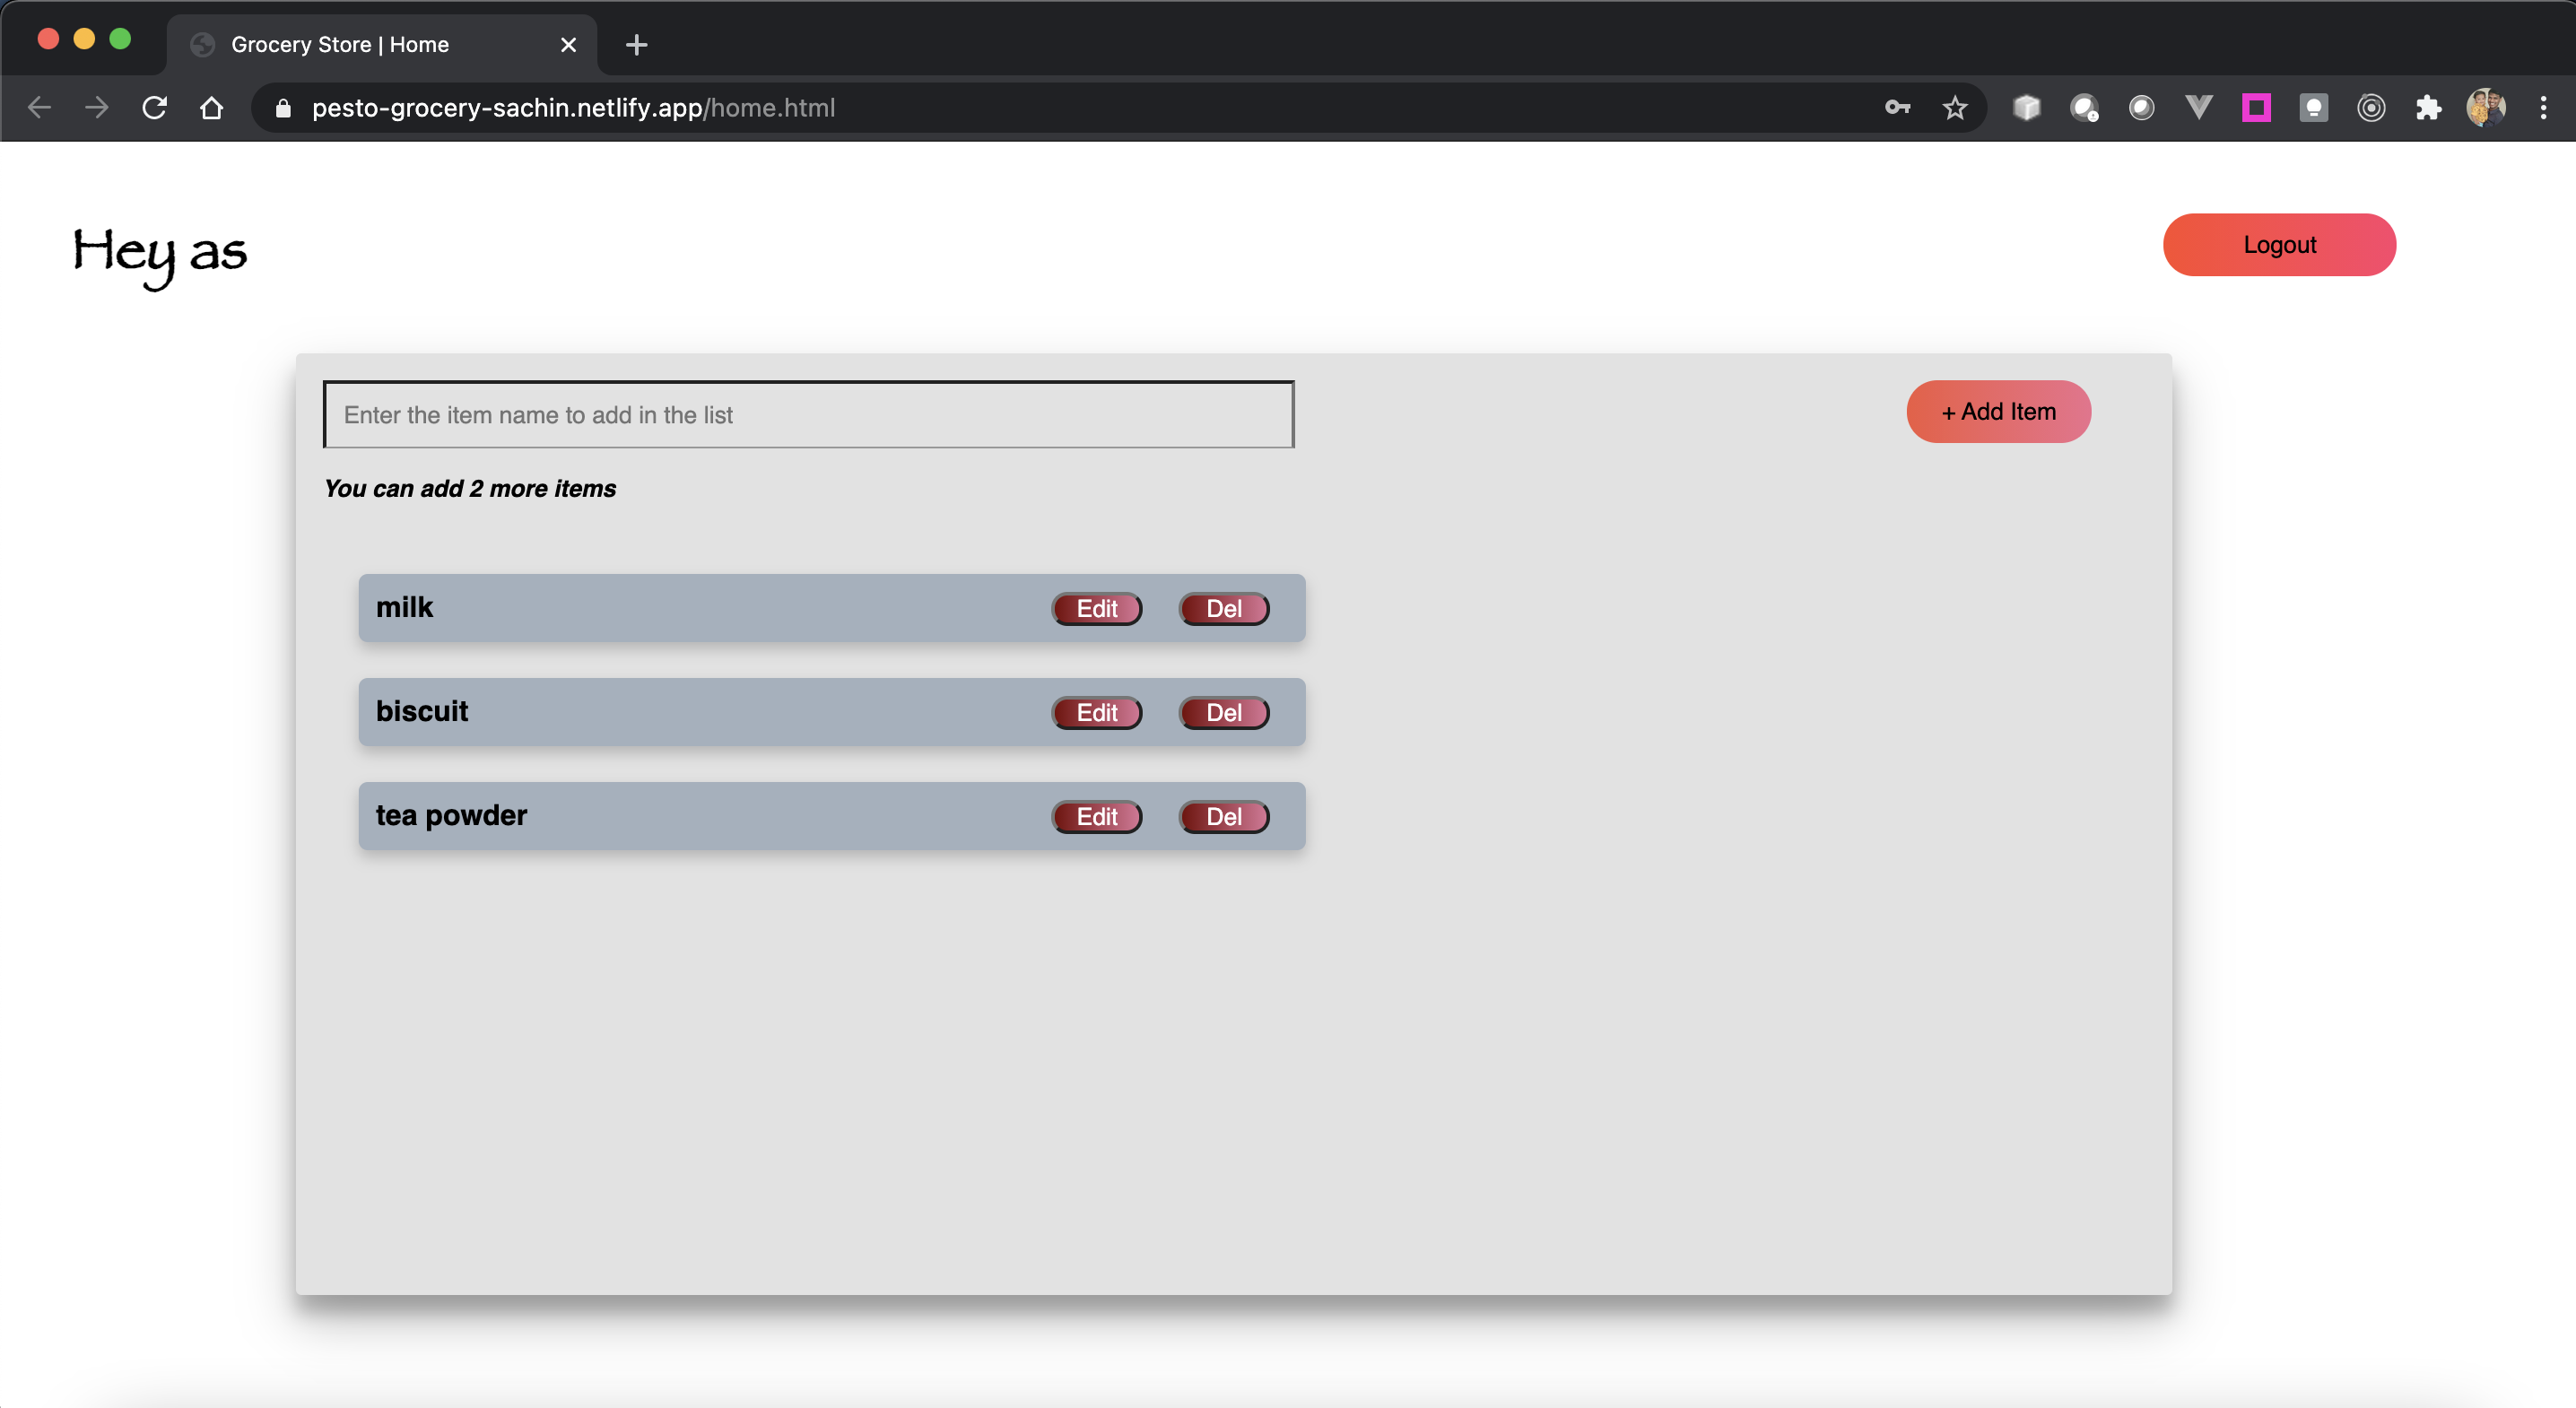 Grocery Store | Home
pesto-grocery-sachin.netlify.app/home.html
Hey as
Logout
Enter the item name to add in the list
+ Add Item
You can add 2 more items
milk Edit Del
biscuit Edit Del
tea powder Edit Del